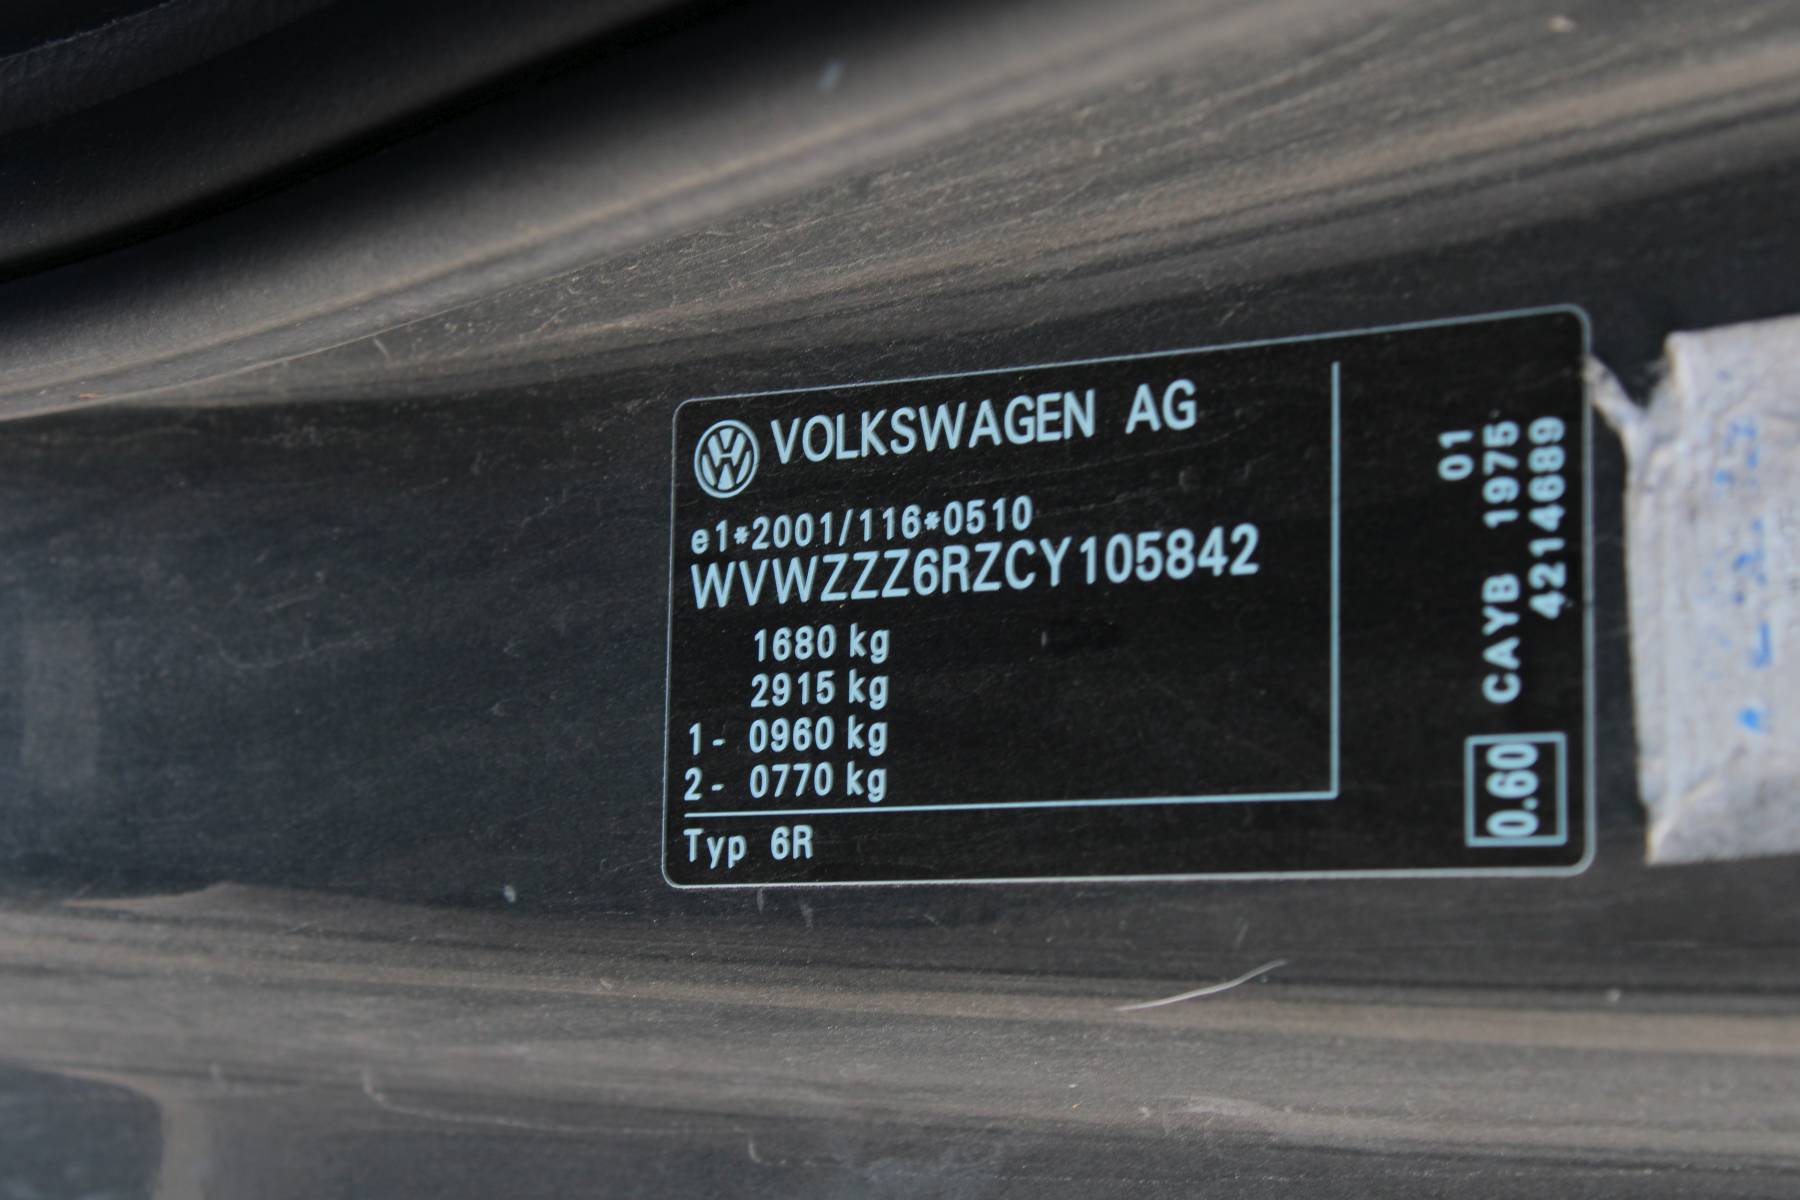 VOLKSWAGEN AG
e1*2001/116*0510
WVWZZZ6RZCY105842
1680 kg
2915 kg
1- 0960 kg
2- 0770 kg
Typ 6R
01
0.60 CAYB 1975
4214689